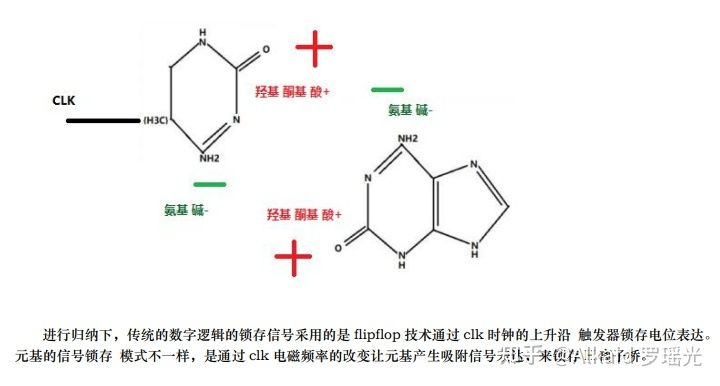 H
N
O
羟基 酮基 酸+
CLK
(H3C)
N
NH2
氨基 碱-
氨基 碱-
NH2
N
N
羟基 酮基 酸+
O
N
H
N
H
进行归纳下,传统的数字逻辑的锁存信号采用的是 flipflop 技术通过 clk 时钟的上升沿 触发器锁存电位表达。
元基的信号锁存 模式不一样,是通过 clk 电磁频率的改变让元基产生吸附信号表达,来锁存
知乎 罗瑶光